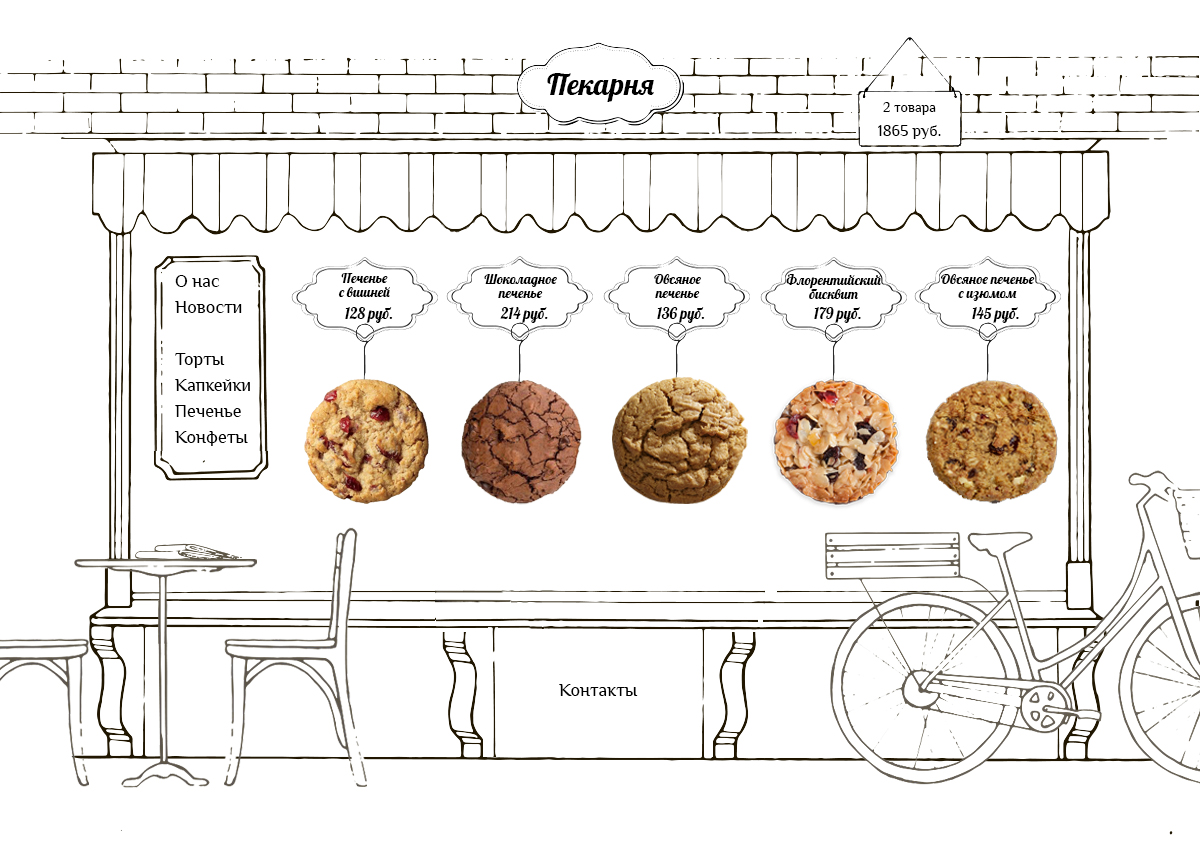 Пекарня
2 товара
1865 руб.
О нас
Новости
Торты
Капкейки
Печенье
Конфеты
Печенье
с вишней
128 руб.
Шоколадное
печенье
214 руб.
Овсяное
печенье
136 руб.
Флорентийский
бисквит
179 руб.
Овсяное печенье
с изюмом
145 руб.
Контакты